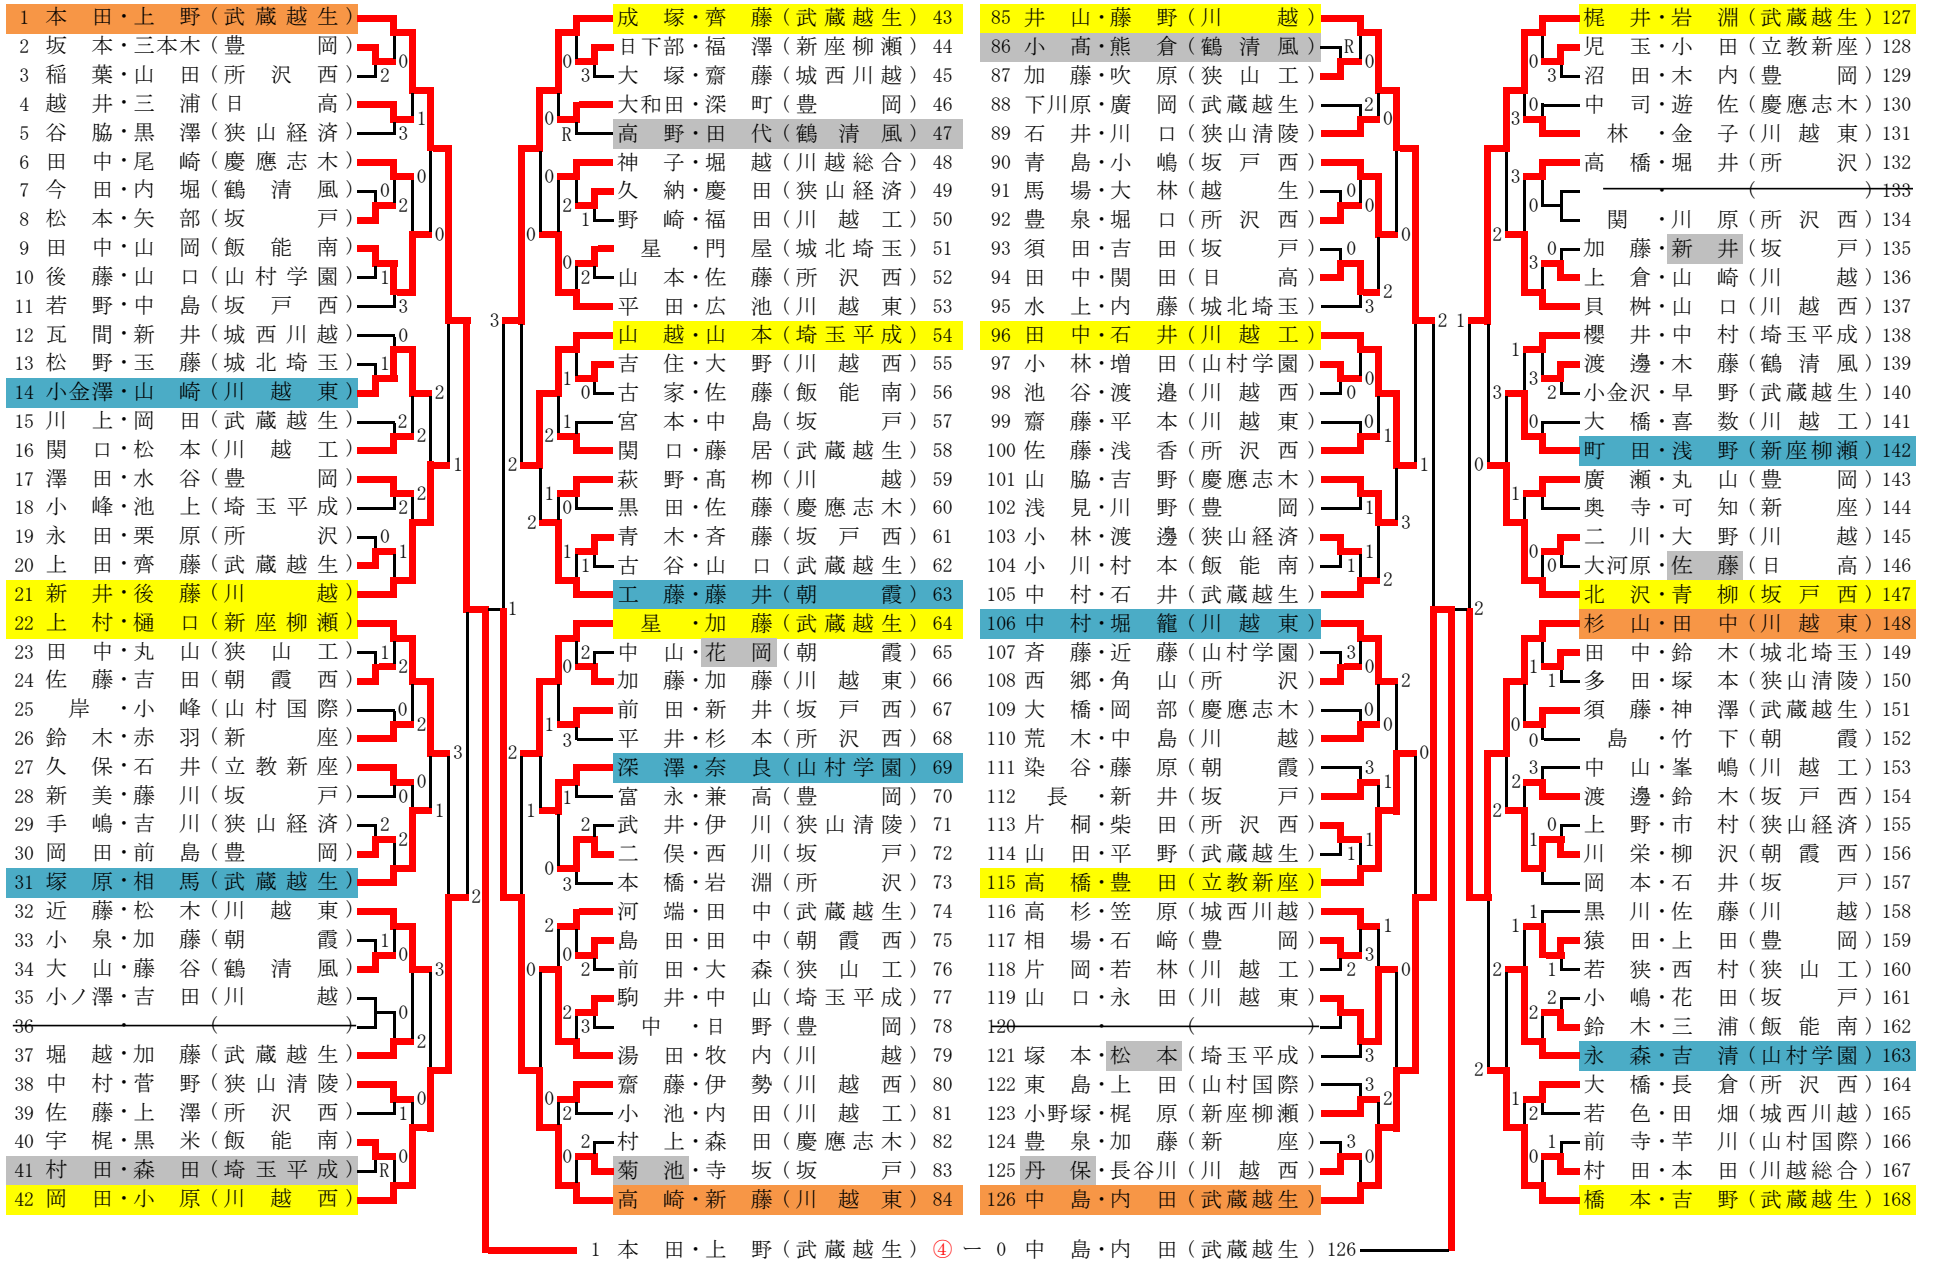 1 本田・上野(武蔵越生)
2 坂本・三本木(豊岡)
3 稲葉・山田(所沢西)
4 越井・三浦(日高)
5 谷脇・黒澤(狭山経済)
6 田中・尾崎(慶應志木)
7 今田・内堀(鶴清風)
8 松本・矢部(坂戸)
9 田中・山岡(飯能南)
10 後藤・山口(山村学園)
11 若野・中島(坂戸西)
12 瓦間・新井(城西川越)
13 松野・玉藤(城北埼玉)
14 小金澤・山崎(川越東)
15 川上・岡田(武蔵越生)
16 関口・松本(川越工)
17 澤田・水谷(豊岡)
18 小峰・池上(埼玉平成)
19 永田・栗原(所沢)
20 上田・齊藤(武蔵越生)
21 新井・後藤(川越)
22 上村・樋口(新座柳瀬)
23 田中・丸山(狭山工)
24 佐藤・吉田(朝霞西)
25 岸・小峰(山村国際)
26 鈴木・赤羽(新座)
27 久保・石井(立教新座)
28 新美・藤川(坂戸)
29 手嶋・吉川(狭山経済)
30 岡田・前島(豊岡)
31 塚原・相馬(武蔵越生)
32 近藤・松木(川越東)
33 小泉・加藤(朝霞)
34 大山・藤谷(鶴清風)
35 小ノ澤・吉田(川越)
36 ・( )
37 堀越・加藤(武蔵越生)
38 中村・菅野(狭山清陵)
39 佐藤・上澤(所沢西)
40 宇梶・黒米(飯能南)
41 村田・森田(埼玉平成)
42 岡田・小原(川越西)
成塚・齊藤(武蔵越生) 43
日下部・福澤(新座柳瀬) 44
大塚・齋藤(城西川越) 45
大和田・深町(豊岡) 46
高野・田代(鶴清風) 47
神子・堀越(川越総合) 48
久納・慶田(狭山経済) 49
野崎・福田(川越工) 50
星・門屋(城北埼玉) 51
山本・佐藤(所沢西) 52
平田・広池(川越東) 53
山越・山本(埼玉平成) 54
吉住・大野(川越西) 55
古家・佐藤(飯能南) 56
宮本・中島(坂戸) 57
関口・藤居(武蔵越生) 58
萩野・髙栁(川越) 59
黒田・佐藤(慶應志木) 60
青木・斉藤(坂戸西) 61
古谷・山口(武蔵越生) 62
工藤・藤井(朝霞) 63
星・加藤(武蔵越生) 64
中山・花岡(朝霞) 65
加藤・加藤(川越東) 66
前田・新井(坂戸西) 67
平井・杉本(所沢西) 68
深澤・奈良(山村学園) 69
富永・兼高(豊岡) 70
武井・伊川(狭山清陵) 71
二俣・西川(坂戸) 72
本橋・岩淵(所沢) 73
河端・田中(武蔵越生) 74
島田・田中(朝霞西) 75
前田・大森(狭山工) 76
駒井・中山(埼玉平成) 77
中・日野(豊岡) 78
湯田・牧内(川越) 79
齋藤・伊勢(川越西) 80
小池・内田(川越工) 81
村上・森田(慶應志木) 82
菊池・寺坂(坂戸) 83
高崎・新藤(川越東) 84
85 井山・藤野(川越)
86 小髙・熊倉(鶴清風)
87 加藤・吹原(狭山工)
88 下川原・廣岡(武蔵越生)
89 石井・川口(狭山清陵)
90 青島・小嶋(坂戸西)
91 馬場・大林(越生)
92 豊泉・堀口(所沢西)
93 須田・吉田(坂戸)
94 田中・関田(日高)
95 水上・内藤(城北埼玉)
96 田中・石井(川越工)
97 小林・増田(山村学園)
98 池谷・渡邉(川越西)
99 齋藤・平本(川越東)
100 佐藤・浅香(所沢西)
101 山脇・吉野(慶應志木)
102 浅見・川野(豊岡)
103 小林・渡邊(狭山経済)
104 小川・村本(飯能南)
105 中村・石井(武蔵越生)
106 中村・堀籠(川越東)
107 斉藤・近藤(山村学園)
108 西郷・角山(所沢)
109 大橋・岡部(慶應志木)
110 荒木・中島(川越)
111 染谷・藤原(朝霞)
112 長・新井(坂戸)
113 片桐・柴田(所沢西)
114 山田・平野(武蔵越生)
115 高橋・豊田(立教新座)
116 高杉・笠原(城西川越)
117 相場・石﨑(豊岡)
118 片岡・若林(川越工)
119 山口・永田(川越東)
120 ・( )
121 塚本・松本(埼玉平成)
122 東島・上田(山村国際)
123 小野塚・梶原(新座柳瀬)
124 豊泉・加藤(新座)
125 丹保・長谷川(川越西)
126 中島・内田(武蔵越生)
梶井・岩淵(武蔵越生) 127
児玉・小田(立教新座) 128
沼田・木内(豊岡) 129
中司・遊佐(慶應志木) 130
林・金子(川越東) 131
高橋・堀井(所沢) 132
・( ) 133
関・川原(所沢西) 134
加藤・新井(坂戸) 135
上倉・山崎(川越) 136
貝桝・山口(川越西) 137
櫻井・中村(埼玉平成) 138
渡邊・木藤(鶴清風) 139
小金沢・早野(武蔵越生) 140
大橋・喜数(川越工) 141
町田・浅野(新座柳瀬) 142
廣瀬・丸山(豊岡) 143
奥寺・可知(新座) 144
二川・大野(川越) 145
大河原・佐藤(日高) 146
北沢・青柳(坂戸西) 147
杉山・田中(川越東) 148
田中・鈴木(城北埼玉) 149
多田・塚本(狭山清陵) 150
須藤・神澤(武蔵越生) 151
島・竹下(朝霞) 152
中山・峯嶋(川越工) 153
渡邊・鈴木(坂戸西) 154
上野・市村(狭山経済) 155
川栄・柳沢(朝霞西) 156
岡本・石井(坂戸) 157
黒川・佐藤(川越) 158
猿田・上田(豊岡) 159
若狭・西村(狭山工) 160
小嶋・花田(坂戸) 161
鈴木・三浦(飯能南) 162
永森・吉清(山村学園) 163
大橋・長倉(所沢西) 164
若色・田畑(城西川越) 165
前寺・芋川(山村国際) 166
村田・本田(川越総合) 167
橋本・吉野(武蔵越生) 168
1 本田・上野(武蔵越生) ④ ー 0 中島・内田(武蔵越生) 126